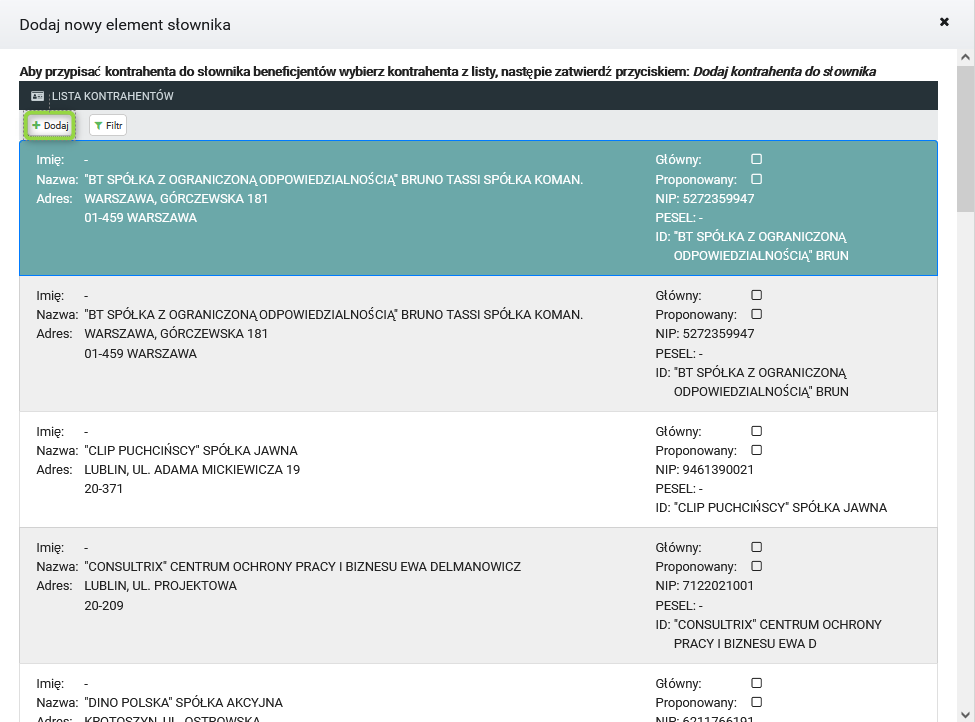 Dodaj nowy element słownika
Aby przypisać kontrahenta do słownika beneficjentów wybierz kontrahenta z listy, następie zatwierdź przyciskiem: Dodaj kontrahenta do słownika
LISTA KONTRAHENTÓW
Dodaj Filtr
Imię: - Główny:
Nazwa: "BT SPÓŁKA Z OGRANICZONĄ ODPOWIEDZIALNOŚCIĄ" BRUNO TASSI SPÓŁKA KOMAN. Proponowany:
Adres: WARSZAWA, GÓRCZEWSKA 181 NIP: 5272359947
01-459 WARSZAWA PESEL: -
ID: "BT SPÓŁKA Z OGRANICZONĄ
ODPOWIEDZIALNOŚCIĄ" BRUN
Imię: - Główny:
Nazwa: "BT SPÓŁKA Z OGRANICZONĄ ODPOWIEDZIALNOŚCIĄ" BRUNO TASSI SPÓŁKA KOMAN. Proponowany:
Adres: WARSZAWA, GÓRCZEWSKA 181 NIP: 5272359947
01-459 WARSZAWA PESEL: -
ID: "BT SPÓŁKA Z OGRANICZONĄ
ODPOWIEDZIALNOŚCIĄ" BRUN
Imię: - Główny:
Nazwa: "CLIP PUCHCIŃSCY" SPÓŁKA JAWNA Proponowany:
Adres: LUBLIN, UL. ADAMA MICKIEWICZA 19 NIP: 9461390021
20-371 PESEL: -
ID: "CLIP PUCHCIŃSCY" SPÓŁKA JAWNA
Imię: - Główny:
Nazwa: "CONSULTRIX" CENTRUM OCHRONY PRACY I BIZNESU EWA DELMANOWICZ Proponowany:
Adres: LUBLIN, UL. PROJEKTOWA NIP: 7122021001
20-209 PESEL: -
ID: "CONSULTRIX" CENTRUM OCHRONY
PRACY I BIZNESU EWA D
Imię: - Główny:
Nazwa: "DINO POLSKA" SPÓŁKA AKCYJNA Proponowany:
Adres: KROTOSZYN, UL. OSTROWSKA NIP: 6211766191